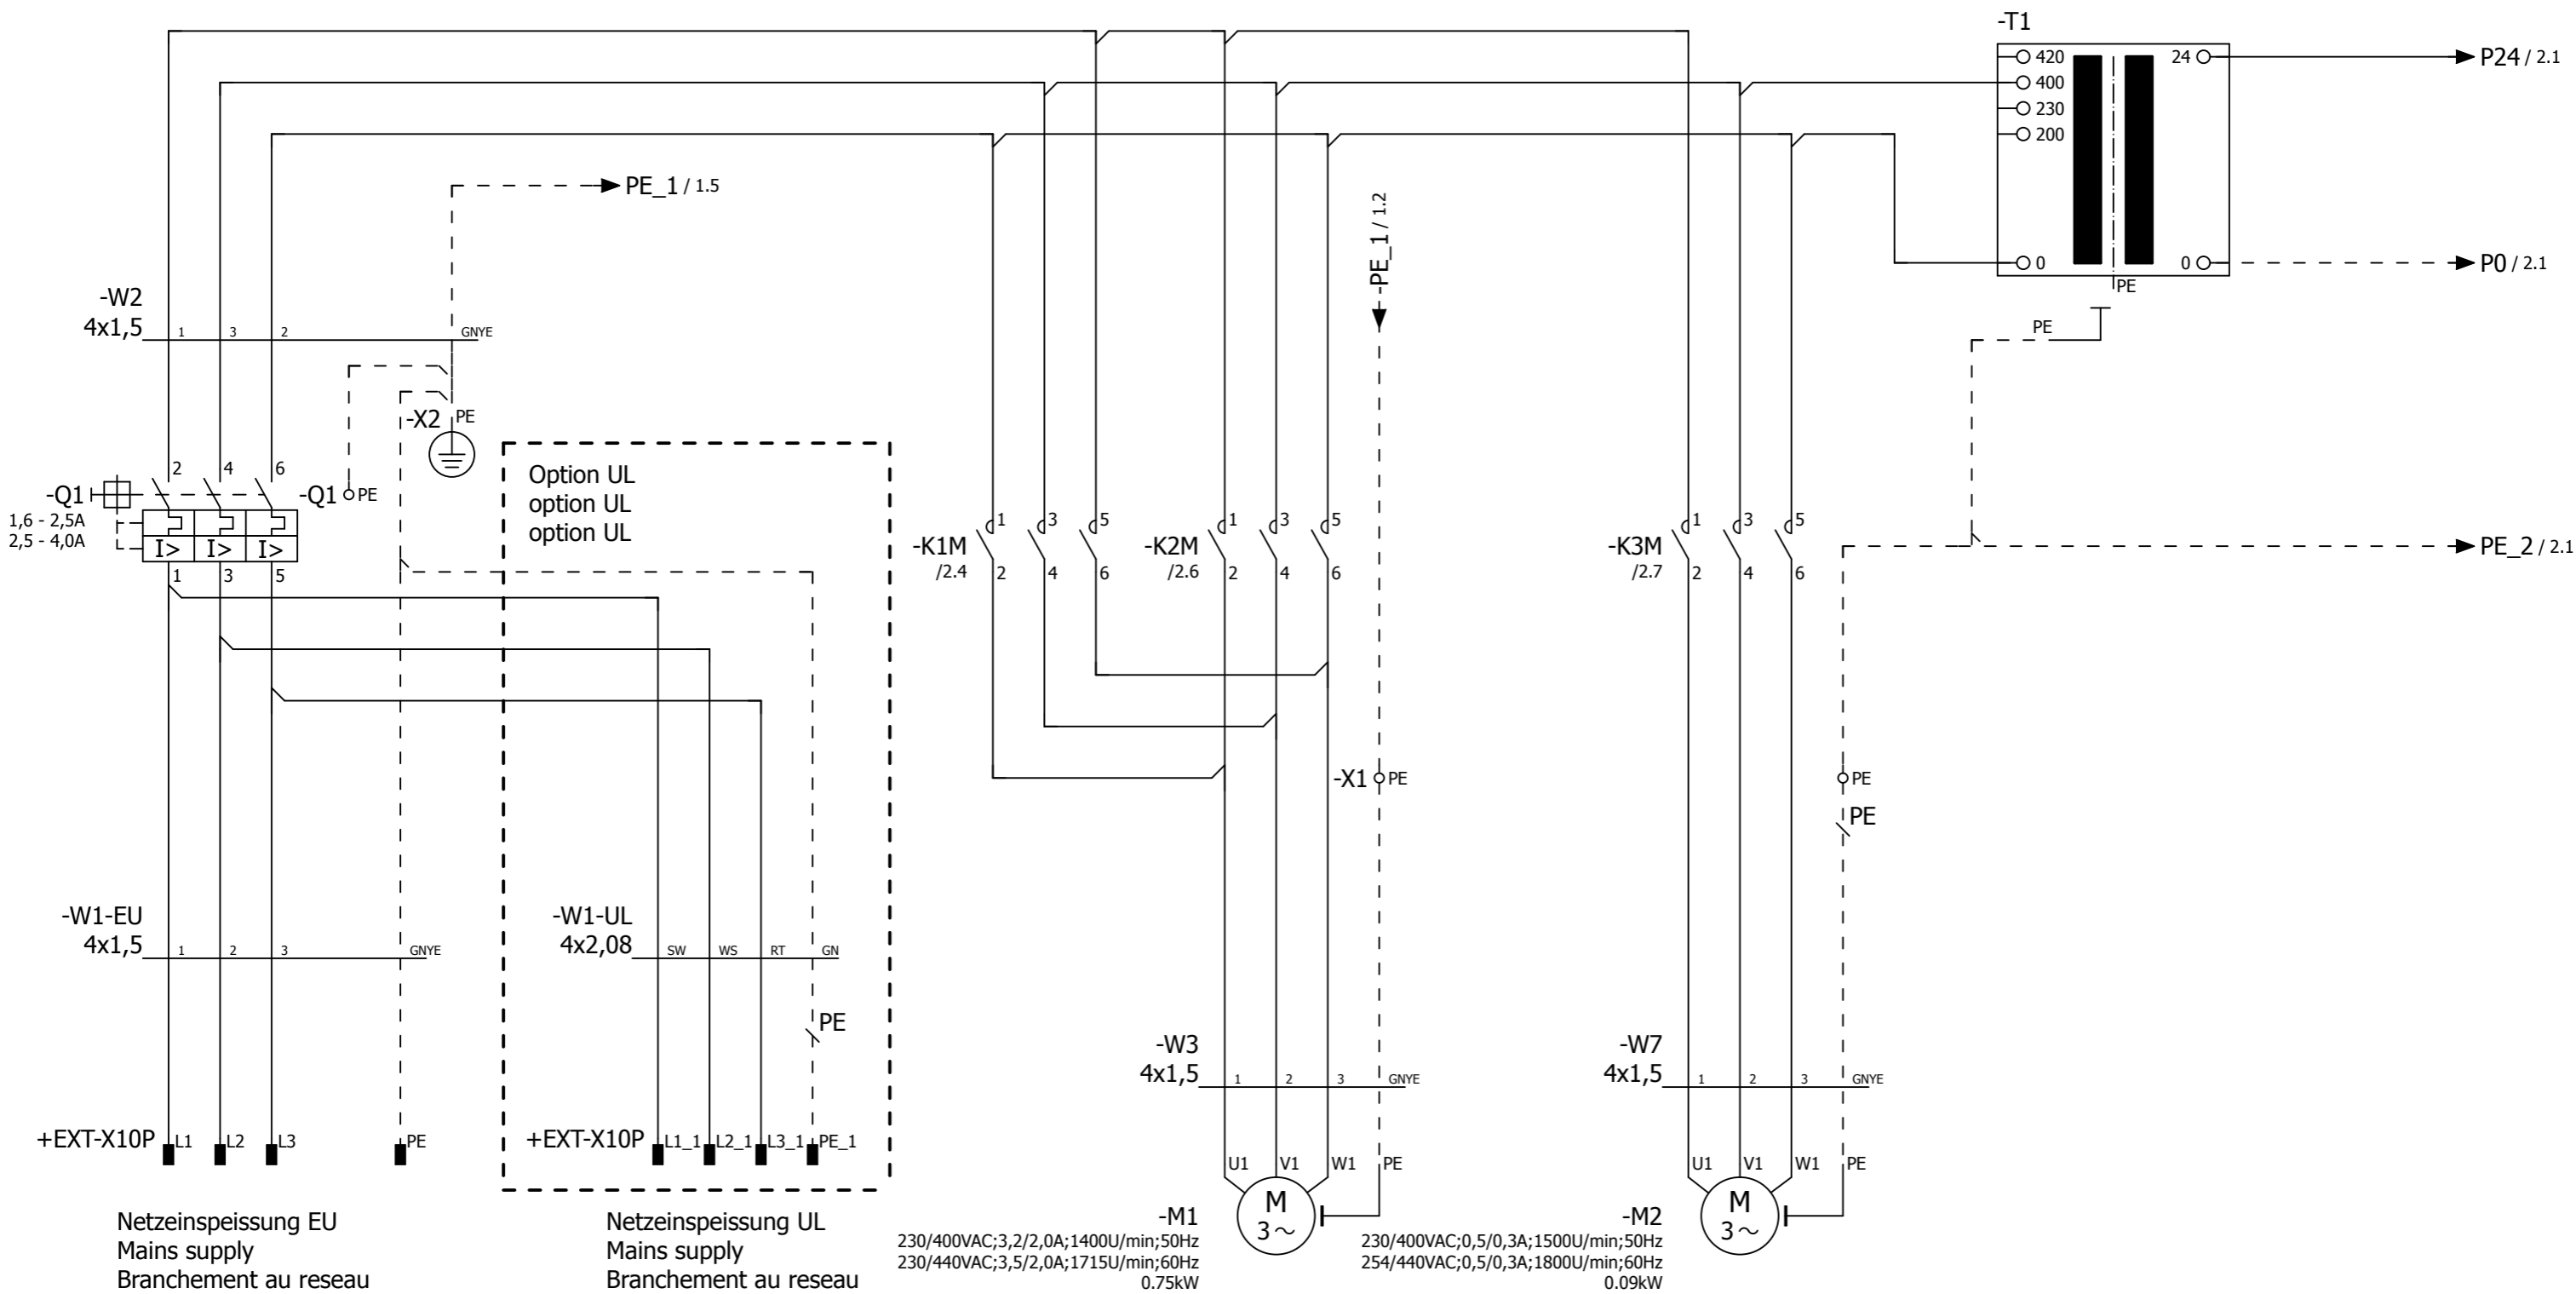 -T1
420
400
230
200
0
24
0
PE
P24 / 2.1
P0 / 2.1
PE_1 / 1.5
-PE_1 / 1.2
-W2
4x1,5
1
3
2
GNYE
PE
-X2
PE
2
4
6
-Q1
1,6 - 2,5A
2,5 - 4,0A
I>
I>
I>
1
3
5
-Q1
PE
Option UL
option UL
option UL
-K1M
/2.4
1
3
5
2
4
6
-K2M
/2.6
1
3
5
2
4
6
-K3M
/2.7
1
3
5
2
4
6
PE_2 / 2.1
-X1
PE
PE
PE
-W1-EU
4x1,5
1
2
3
GNYE
-W1-UL
4x2,08
SW
WS
RT
GN
PE
-W3
4x1,5
1
2
3
GNYE
-W7
4x1,5
1
2
3
GNYE
+EXT-X10P
L1
L2
L3
PE
+EXT-X10P
L1_1
L2_1
L3_1
PE_1
U1
V1
W1
PE
U1
V1
W1
PE
Netzeinspeissung EU
Mains supply
Branchement au reseau
Netzeinspeissung UL
Mains supply
Branchement au reseau
-M1
230/400VAC;3,2/2,0A;1400U/min;50Hz
230/440VAC;3,5/2,0A;1715U/min;60Hz
0.75kW
M
3~
-M2
230/400VAC;0,5/0,3A;1500U/min;50Hz
254/440VAC;0,5/0,3A;1800U/min;60Hz
0.09kW
M
3~